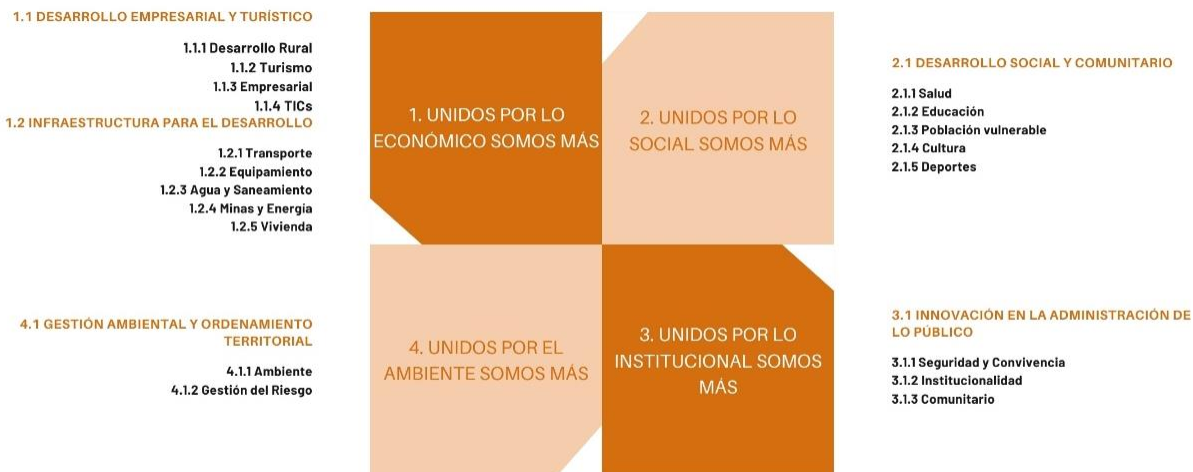 1.1 DESARROLLO EMPRESARIAL Y TURÍSTICO
1.1.1 Desarrollo Rural
1.1.2 Turismo
1.1.3 Empresarial
1.1.4 TICs
1.2 INFRAESTRUCTURA PARA EL DESARROLLO
1.2.1 Transporte
1.2.2 Equipamiento
1.2.3 Agua y Saneamiento
1.2.4 Minas y Energía
1.2.5 Vivienda
1. UNIDOS POR LO
ECONÓMICO SOMOS MÁS
2. UNIDOS POR LO
SOCIAL SOMOS MÁS
2.1 DESARROLLO SOCIAL Y COMUNITARIO
2.1.1 Salud
2.1.2 Educación
2.1.3 Población vulnerable
2.1.4 Cultura
2.1.5 Deportes
4.1 GESTIÓN AMBIENTAL Y ORDENAMIENTO
TERRITORIAL
4.1.1 Ambiente
4.1.2 Gestión del Riesgo
4. UNIDOS POR EL
AMBIENTE SOMOS MÁS
3. UNIDOS POR LO
INSTITUCIONAL SOMOS
MÁS
3.1 INNOVACIÓN EN LA ADMINISTRACIÓN DE
LO PÚBLICO
3.1.1 Seguridad y Convivencia
3.1.2 Institucionalidad
3.1.3 Comunitario